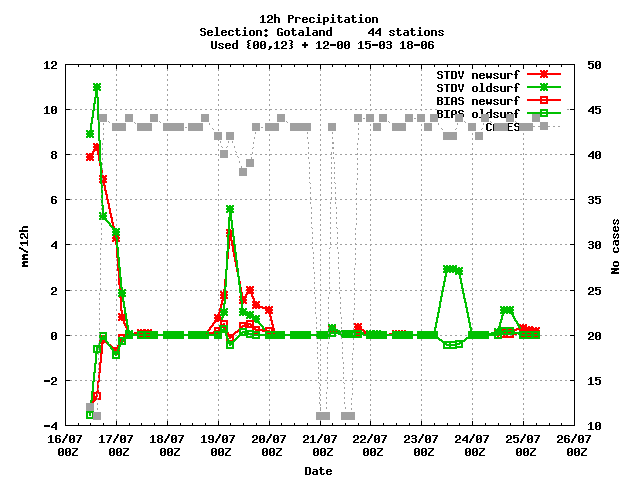 12h Precipitation
Selection: Gotaland 44 stations
Used {00,12} + 12-00 15-03 18-06
12 50
STDV newsurf
STDV oldsurf
10 45
BIAS newsurf
BIAS oldsurf
8 40
6 35
4 30
2 25
0 20
-2 15
-4 10
mm/12h
No cases
16/07 17/07 18/07 19/07 20/07 21/07 22/07 23/07 24/07 25/07 26/07
00Z 00Z 00Z 00Z 00Z 00Z 00Z 00Z 00Z 00Z 00Z
Date